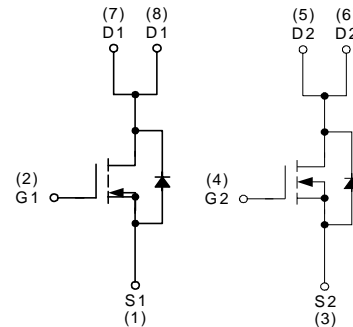 (7) (8)
D1 D1
(5) (6
D2 D2
(2)
G1
(4)
G2
S1
(1)
S2
(3)